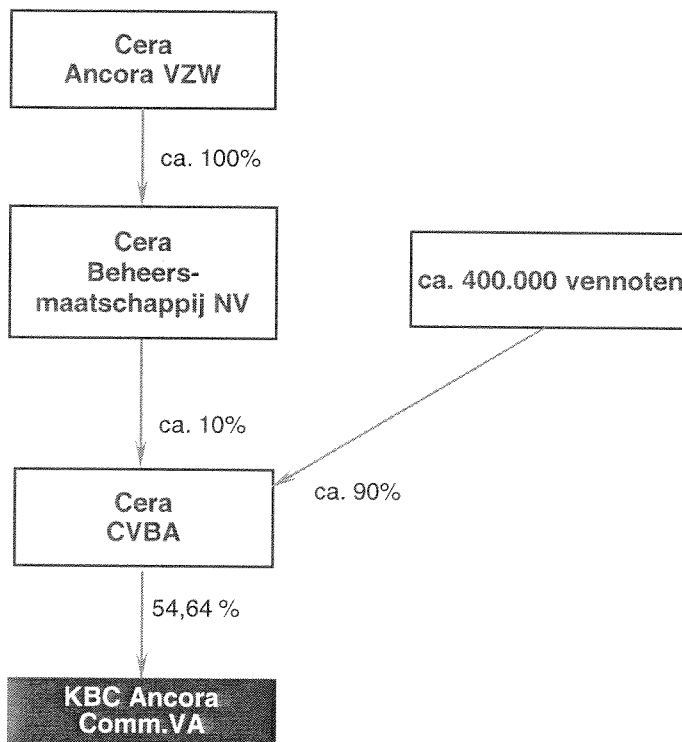 Cera
Ancora VZW
ca. 100%
Cera
Beheers-
maatschappij NV
ca. 400.000 vennoten
ca. 10%
ca. 90%
Cera
CVBA
54,64 %
KBC Ancora
Comm.VA